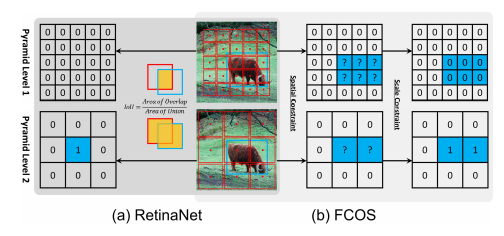 Pyramid Level 1
0 0 0 0 0
0 0 0 0 0
0 0 0 0 0
0 0 0 0 0
0 0 0 0 0
Pyramid Level 2
0 0 0
0 1 0
0 0 0
IoU = Area of Overlap
Area of Union
Spatial Constraint
0 0 0 0 0
0 0 0 0 0
0 0 ? ? ?
0 0 ? ? ?
0 0 0 0 0
0 0 0
0 ? ?
0 0 0
Scale Constraint
0 0 0 0 0
0 0 0 0 0
0 0 0 0 0
0 0 0 0 0
0 0 0 0 0
0 0 0
0 1 1
0 0 0
(a) RetinaNet
(b) FCOS